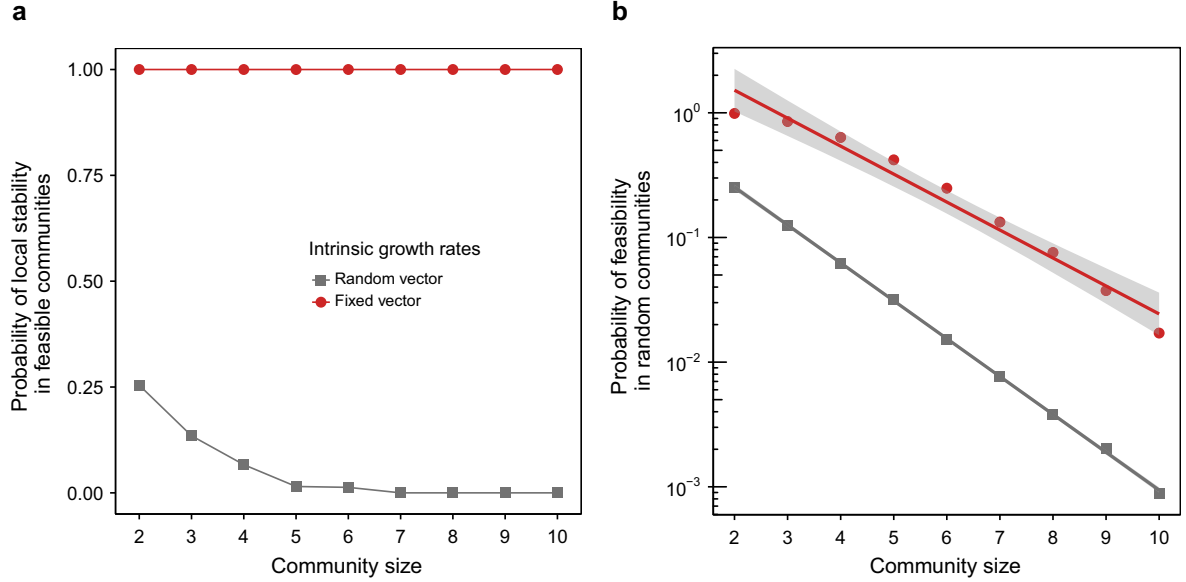 a
Probability of local stability
in feasible communities
1.00
0.75
0.50
0.25
0.00
Intrinsic growth rates
Random vector
Fixed vector
2 3 4 5 6 7 8 9 10
Community size
b
Probability of feasibility
in random communities
10⁰
10⁻¹
10⁻²
10⁻³
2 3 4 5 6 7 8 9 10
Community size